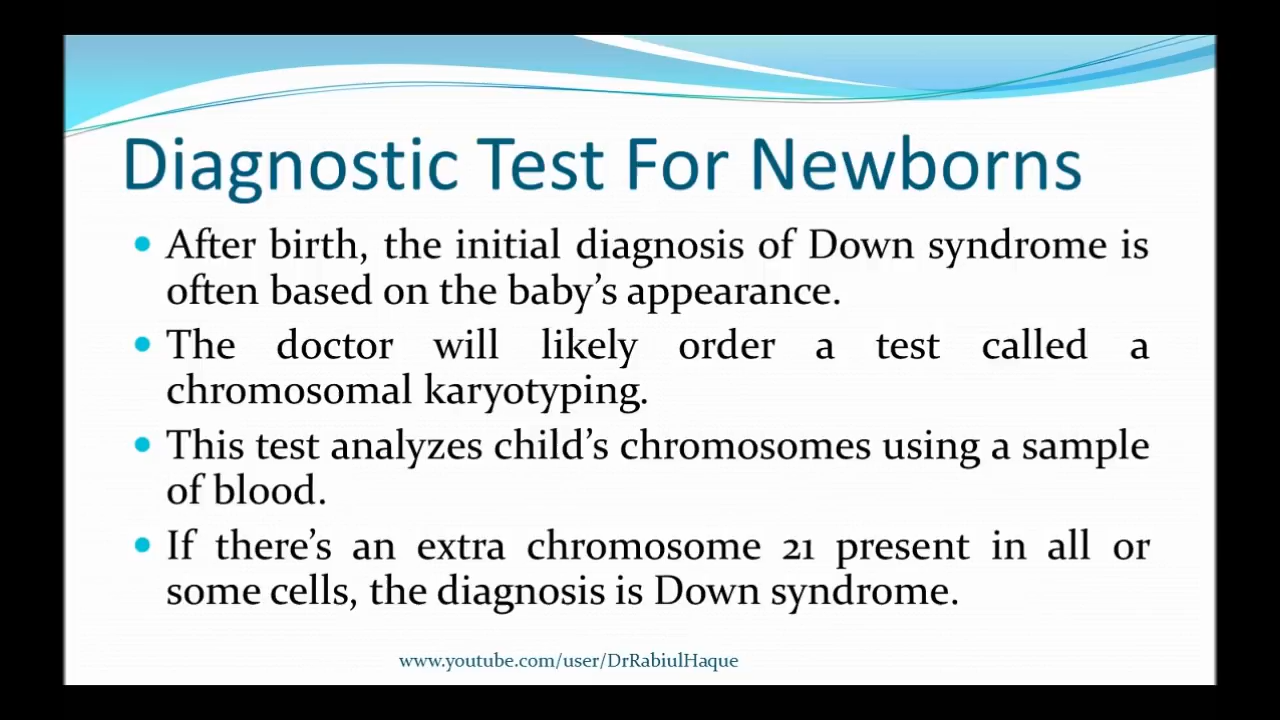 Diagnostic Test For Newborns
• After birth, the initial diagnosis of Down syndrome is
often based on the baby’s appearance.
• The doctor will likely order a test called a
chromosomal karyotyping.
• This test analyzes child’s chromosomes using a sample
of blood.
• If there’s an extra chromosome 21 present in all or
some cells, the diagnosis is Down syndrome.
www.youtube.com/user/DrRabiulHaque